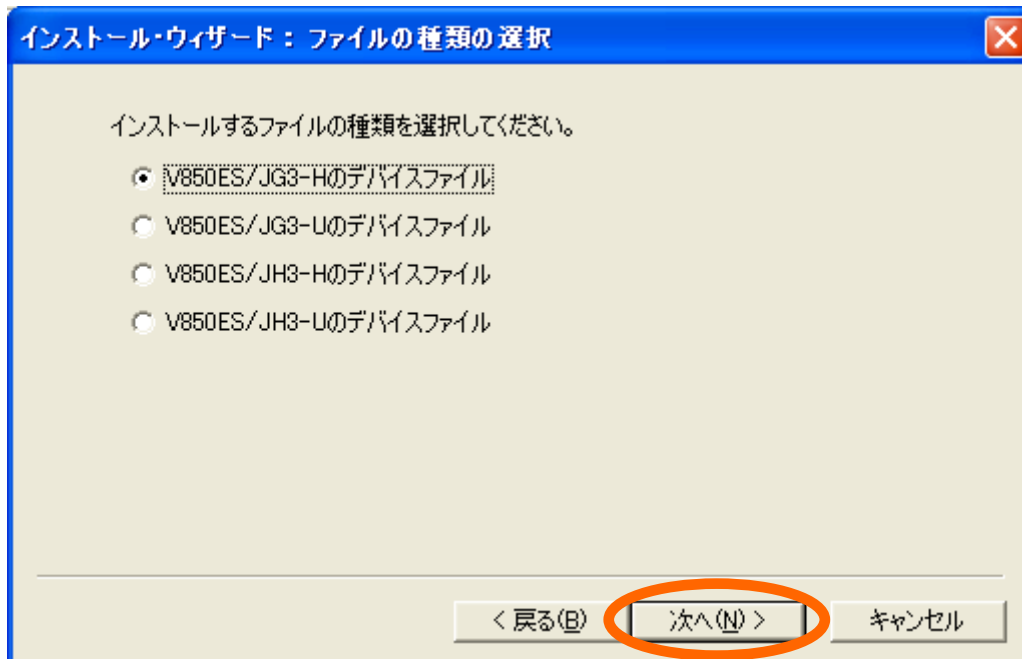 インストール・ウィザード : ファイルの種類の選択
インストールするファイルの種類を選択してください。
V850ES/JG3-Hのデバイスファイル
V850ES/JG3-Uのデバイスファイル
V850ES/JH3-Hのデバイスファイル
V850ES/JH3-Uのデバイスファイル
< 戻る(B) 次へ(N) > キャンセル